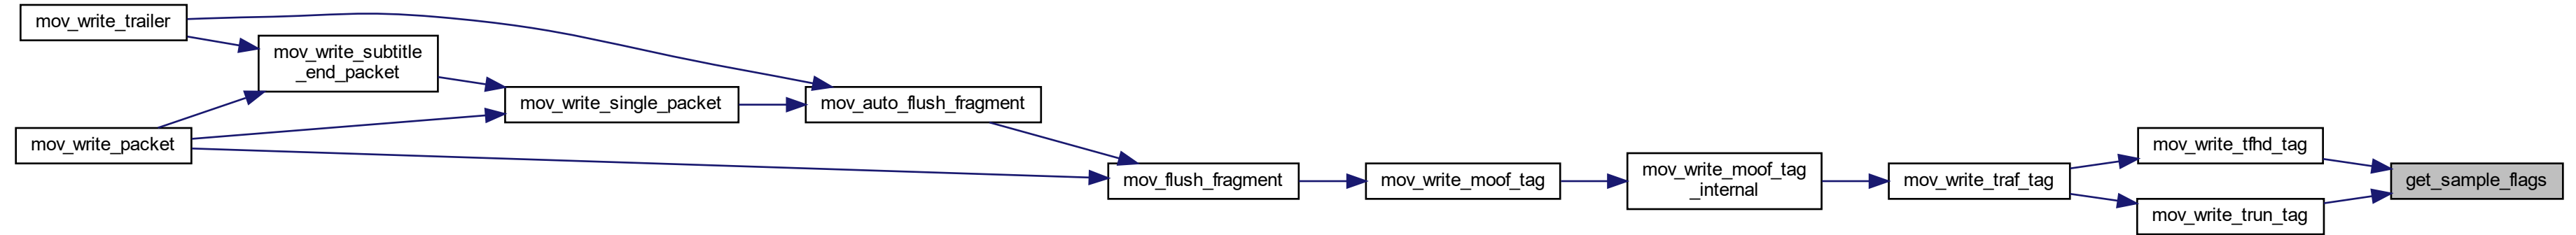 mov_write_trailer
mov_write_subtitle
_end_packet
mov_write_packet
mov_write_single_packet
mov_auto_flush_fragment
mov_flush_fragment
mov_write_moof_tag
mov_write_moof_tag
_internal
mov_write_traf_tag
mov_write_tfhd_tag
mov_write_trun_tag
get_sample_flags